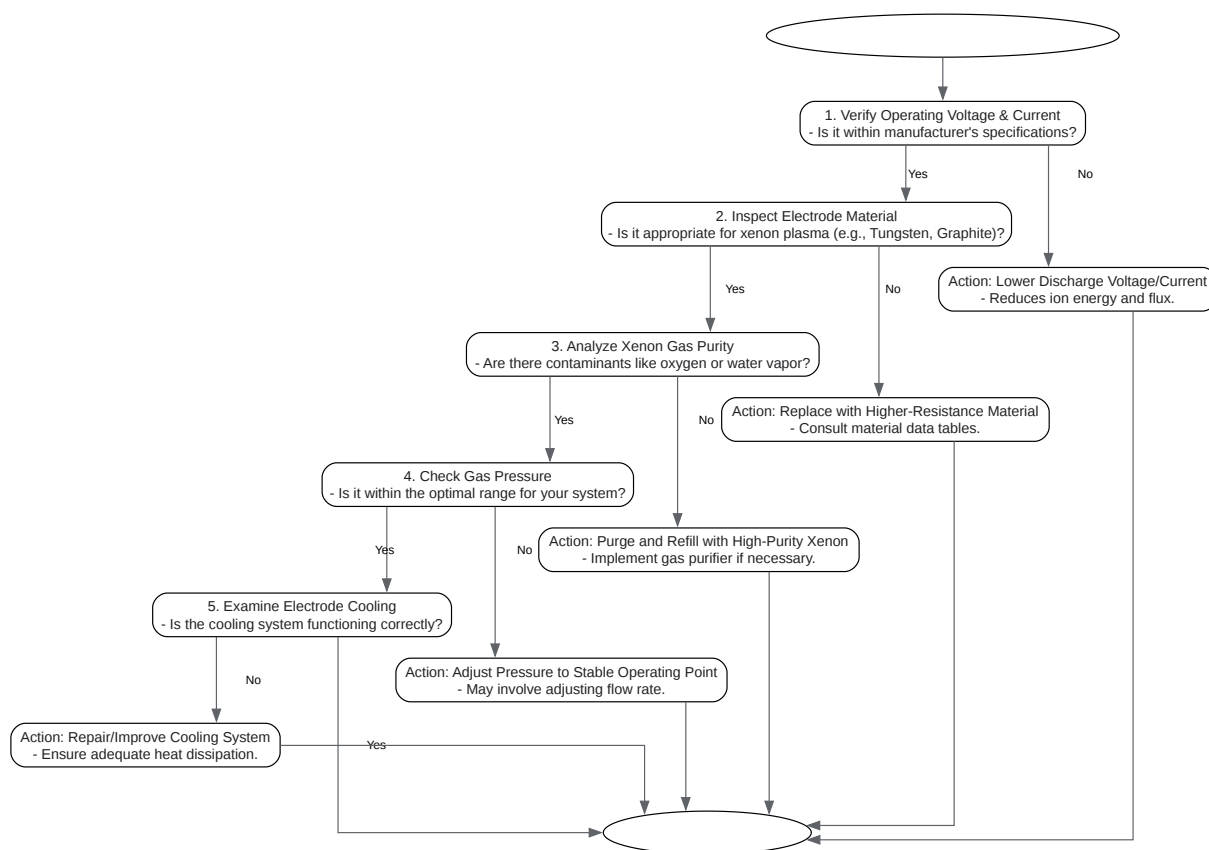 1. Verify Operating Voltage & Current
- Is it within manufacturer's specifications?
Yes
No
2. Inspect Electrode Material
- Is it appropriate for xenon plasma (e.g., Tungsten, Graphite)?
Action: Lower Discharge Voltage/Current
- Reduces ion energy and flux.
Yes
No
3. Analyze Xenon Gas Purity
- Are there contaminants like oxygen or water vapor?
Action: Replace with Higher-Resistance Material
- Consult material data tables.
Yes
No
4. Check Gas Pressure
- Is it within the optimal range for your system?
Action: Purge and Refill with High-Purity Xenon
- Implement gas purifier if necessary.
Yes
No
5. Examine Electrode Cooling
- Is the cooling system functioning correctly?
Action: Adjust Pressure to Stable Operating Point
- May involve adjusting flow rate.
No
Action: Repair/Improve Cooling System
- Ensure adequate heat dissipation.
Yes